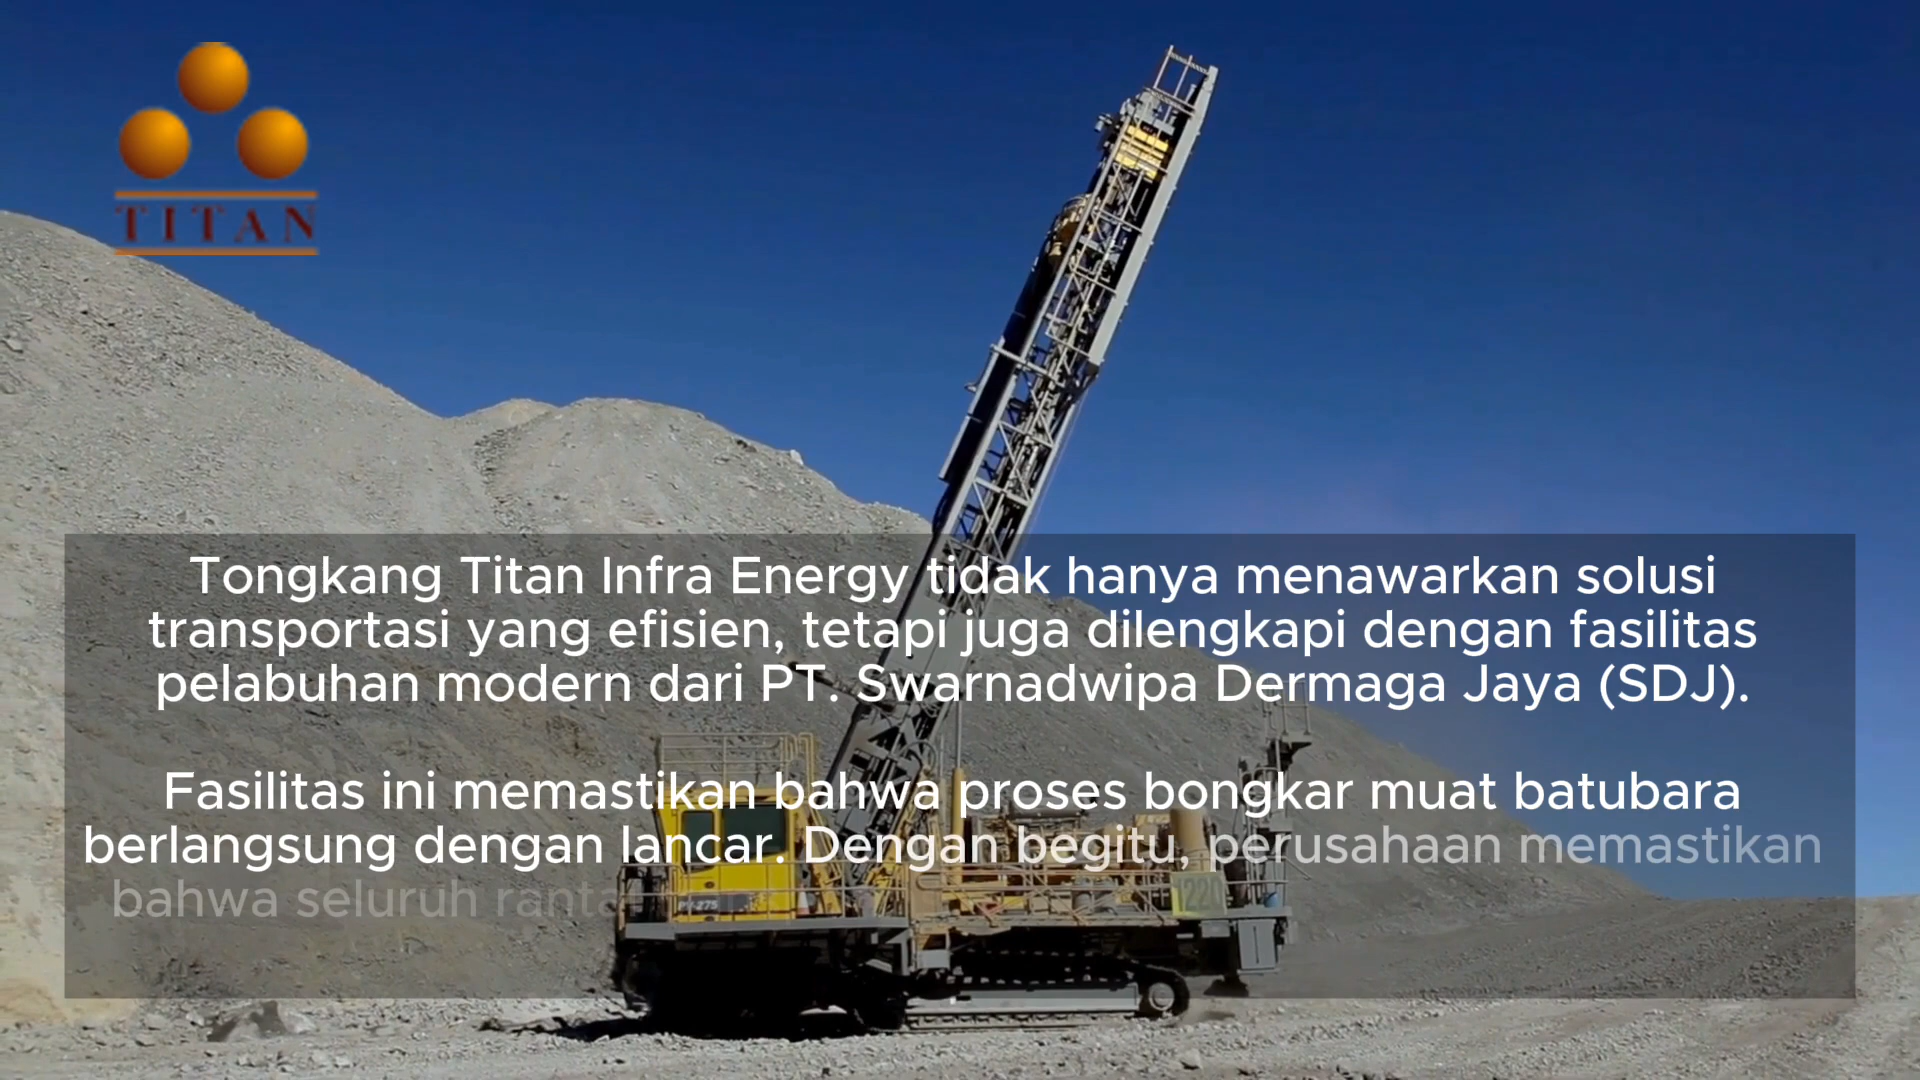 TITAN
Tongkang Titan Infra Energy tidak hanya menawarkan solusi
transportasi yang efisien, tetapi juga dilengkapi dengan fasilitas
pelabuhan modern dari PT. Swarnadwipa Dermaga Jaya (SDJ).
Fasilitas ini memastikan bahwa proses bongkar muat batubara
berlangsung dengan lancar. Dengan begitu, perusahaan memastikan
bahwa seluruh
1220